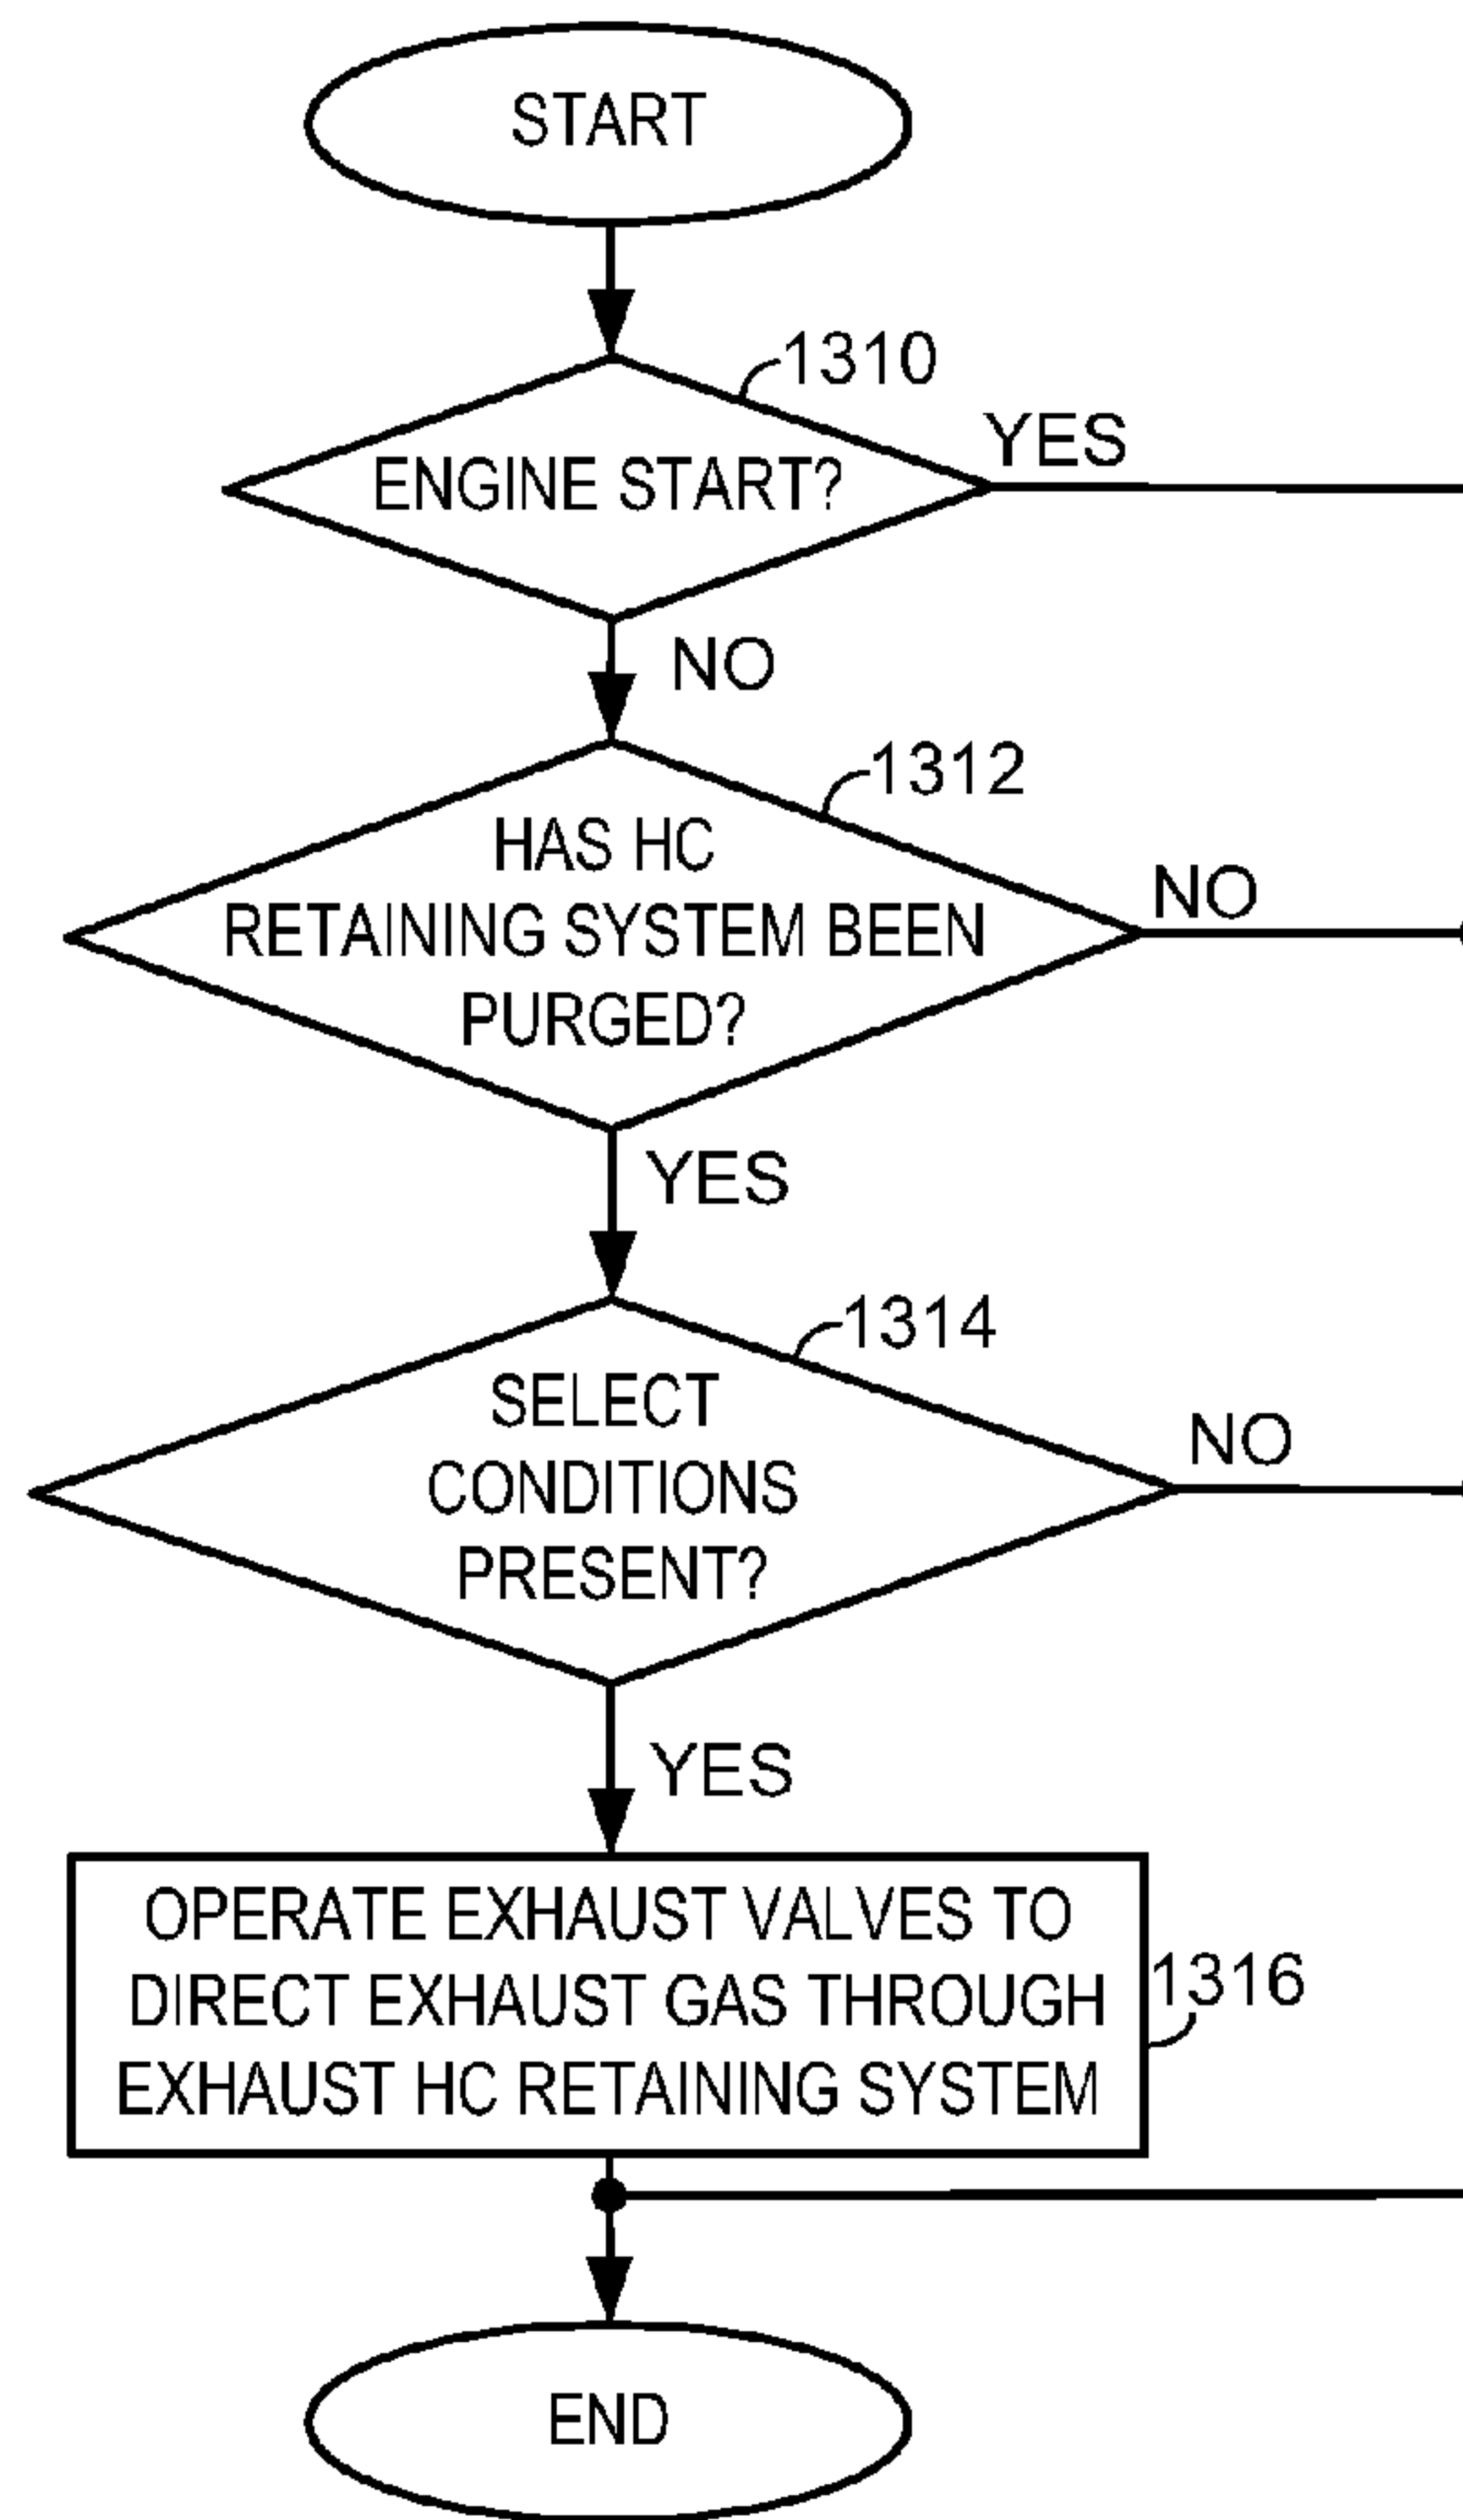 START
1310
YES
ENGINE START?
NO
1312
HAS HC
NO
RETAINING SYSTEM BEEN
PURGED?
YES
1314
SELECT
NO
CONDITIONS
PRESENT?
YES
OPERATE EXHAUST VALVES TO
DIRECT EXHAUST GAS THROUGH
1316
EXHAUST HC RETAINING SYSTEM
END